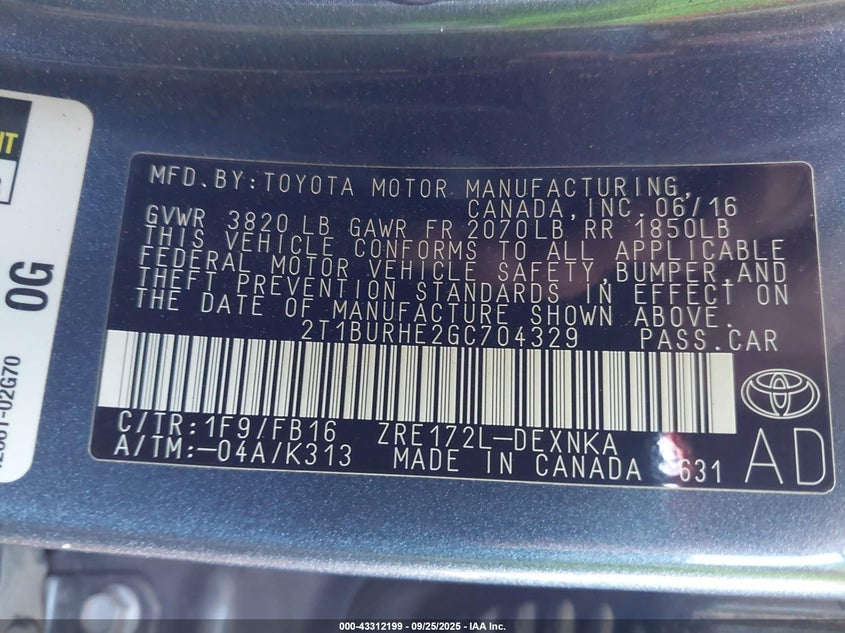 MFD.BY:TOYOTA MOTOR MANUFACTURING,
CANADA,INC. 06/16
GVWR 3820 LB GAWR FR 2070LB RR 1850LB
THIS VEHICLE CONFORMS TO ALL APPLICABLE
FEDERAL MOTOR VEHICLE SAFETY,BUMPER,AND
THEFT PREVENTION STANDARDS IN EFFECT ON
THE DATE OF MANUFACTURE SHOWN ABOVE.
2T1BURHE2GC704329 PASS.CAR
C/TR:1F9/FB16 ZRE172L-DEXNKA
A/TM:-04A/K313 MADE IN CANADA 631
AD
0G
02G70
000-43312199 - 09/25/2025 - IAA Inc.